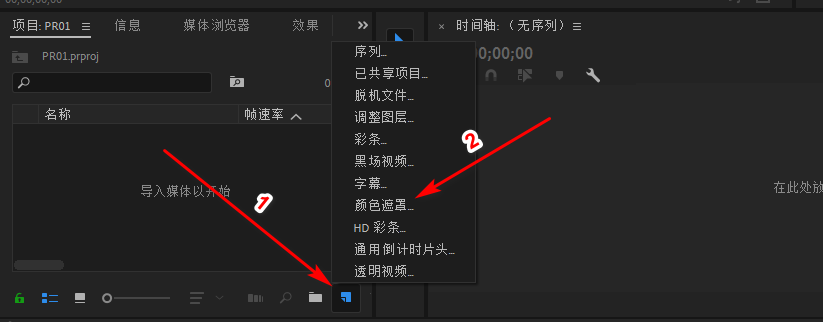 项目: PR01
信息
媒体浏览器
效果
时间轴:（无序列）
PR01.prproj
;00;00;00
0
名称
帧速率
导入媒体以开始
序列...
已共享项目...
脱机文件...
调整图层...
彩条...
黑场视频...
字幕...
颜色遮罩...
HD 彩条...
通用倒计时片头...
透明视频...
1
2
在此处放